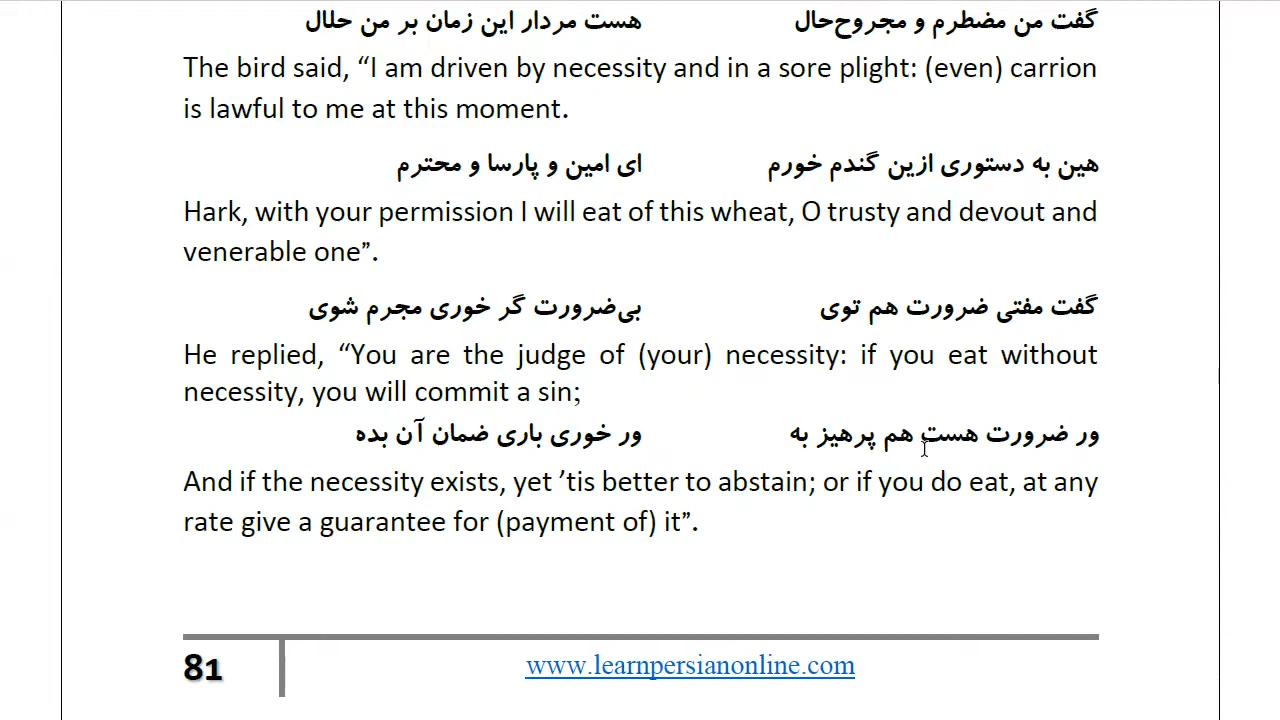 گفت من مضطرم و مجروح‌حال هست مردار این زمان بر من حلال
The bird said, “I am driven by necessity and in a sore plight: (even) carrion
is lawful to me at this moment.
هین به دستوری ازین گندم خورم ای امین و پارسا و محترم
Hark, with your permission I will eat of this wheat, O trusty and devout and
venerable one”.
گفت مفتی ضرورت هم توی بی‌ضرورت گر خوری مجرم شوی
He replied, “You are the judge of (your) necessity: if you eat without
necessity, you will commit a sin;
ور ضرورت هست هم پرهیز به ور خوری باری ضمان آن بده
And if the necessity exists, yet ’tis better to abstain; or if you do eat, at any
rate give a guarantee for (payment of) it”.
81 www.learnpersianonline.com